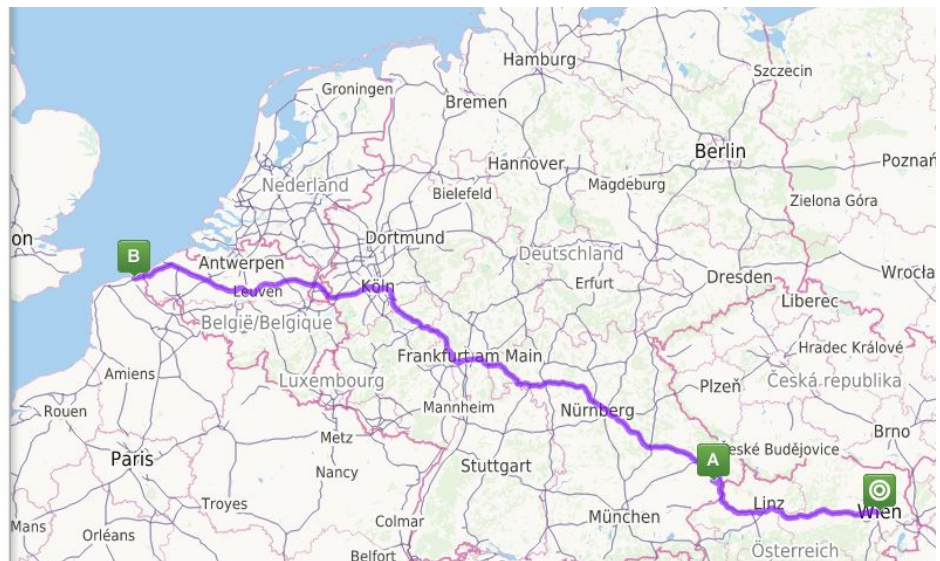 Hamburg
Szczecin
Groningen
Bremen
Berlin
Poznań
Hannover
Nederland
Magdeburg
Bielefeld
Zielona Góra
on
Dortmund
B
Antwerpen
Deutschland
Wrocła
Dresden
Köln
Leuven
Erfurt
Liberec
België/Belgique
Hradec Králové
Frankfurt am Main
Amiens
Luxembourg
Plzeň
Česká republika
Rouen
Mannheim
Nürnberg
Metz
Brno
Paris
A
České Budějovice
Stuttgart
Nancy
Troyes
Linz
Wien
München
Mans
Orléans
Colmar
Belfort
Österreich